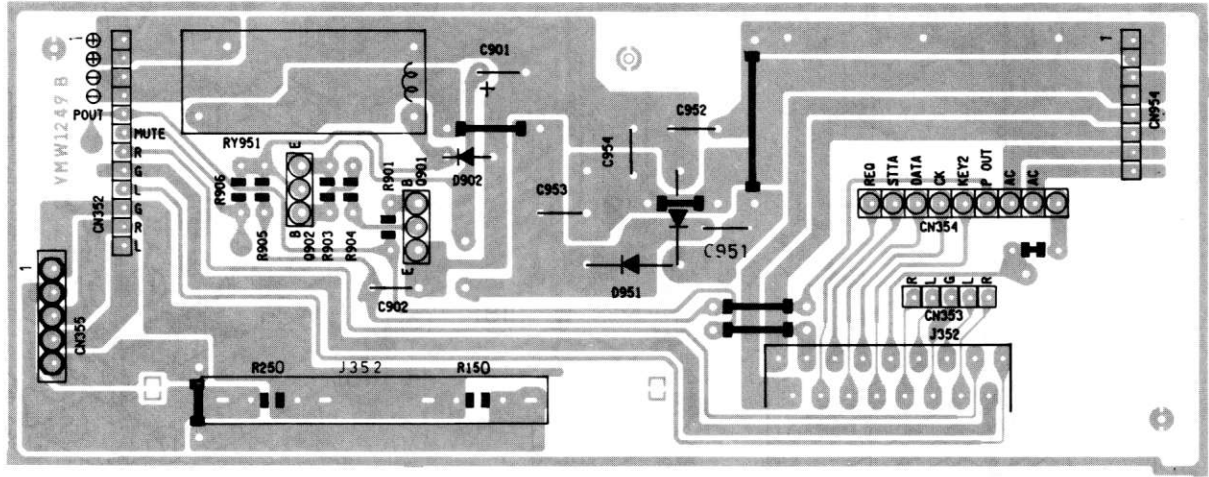 1
⊕
⊕
⊖
⊖
POUT
MUTE
R
G
L
G
R
L
CN352
VMW1249 B
1
CN355
RY951
R906
R905
E
B
Q902
R903
R904
R901
B
Q901
E
C901
+
D902
C902
C953
C954
C952
C951
D951
1
CN954
REQ
STTA
DATA
CK
KEY2
P OUT
AC
AC
CN354
R
L
G
L
R
CN353
J352
R250
J352
R150